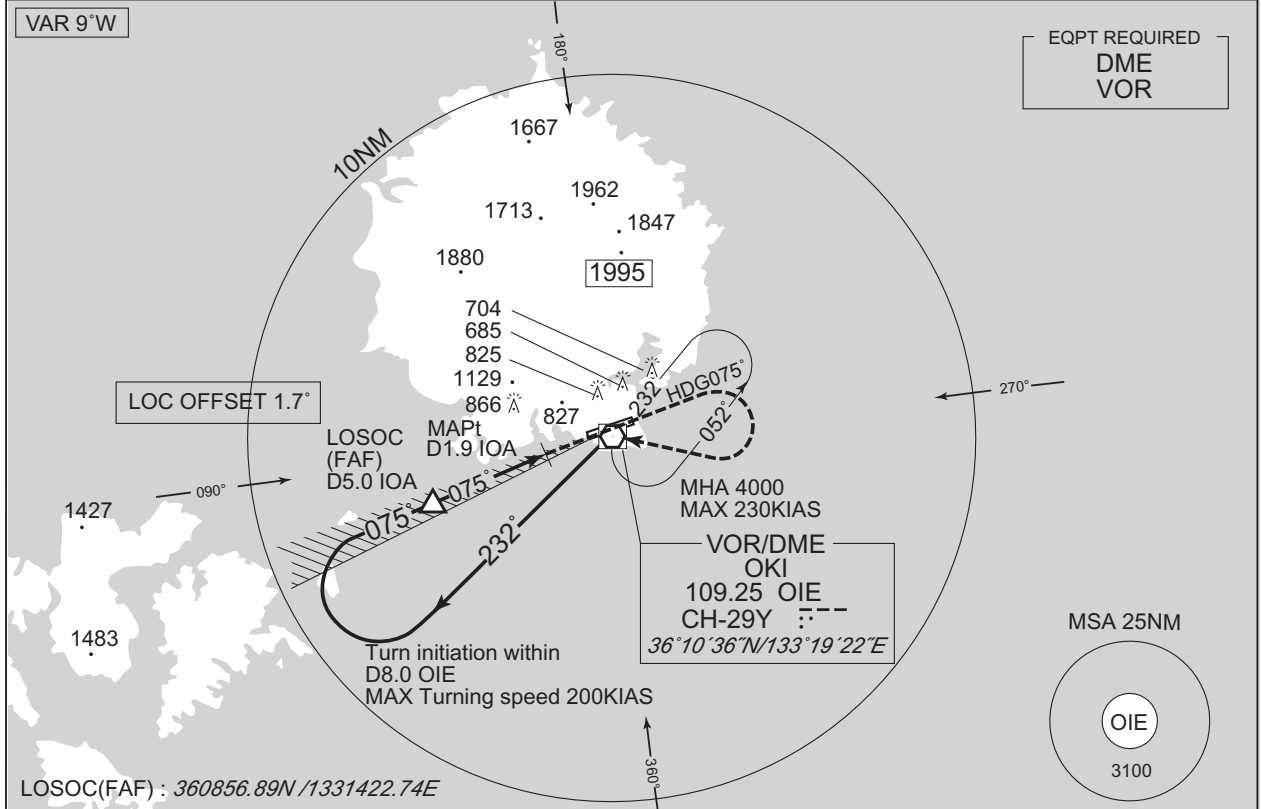 VAR 9°W
180°
EQPT REQUIRED
DME
VOR
10NM
1667
1962
1713
1847
1880
1995
704
685
825
1129
866
827
232°
HDG075°
052°
270°
LOC OFFSET 1.7°
LOSOC
(FAF)
D5.0 IOA
MAPt
D1.9 IOA
075°
075°
090°
232°
1427
1483
MHA 4000
MAX 230KIAS
VOR/DME
OKI
109.25 OIE
CH-29Y
36°10´36˝N/133°19´22˝E
Turn initiation within
D8.0 OIE
MAX Turning speed 200KIAS
MSA 25NM
OIE
3100
360°
LOSOC(FAF) : 360856.89N /1331422.74E